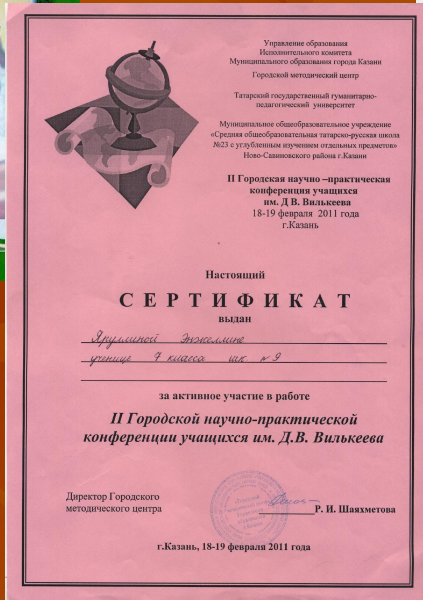 Управление образования
Исполнительного комитета
Муниципального образования города Казани
Городской методический центр
Татарский государственный гуманитарно-
педагогический университет
Муниципальное общеобразовательное учреждение
«Средняя общеобразовательная татарско-русская школа
№23 с углубленным изучением отдельных предметов»
Ново-Савиновского района г.Казани
II Городская научно –практическая
конференция учащихся
им. Д В. Вилькеева
18-19 февраля 2011 года
г.Казань
Настоящий
СЕРТИФИКАТ
выдан
Яруллиной Энжеллине
ученице 7 класса шк. №9
за активное участие в работе
II Городской научно-практической
конференции учащихся им. Д.В. Вилькеева
Директор Городского
методического центра
Р. И. Шаяхметова
г.Казань, 18-19 февраля 2011 года